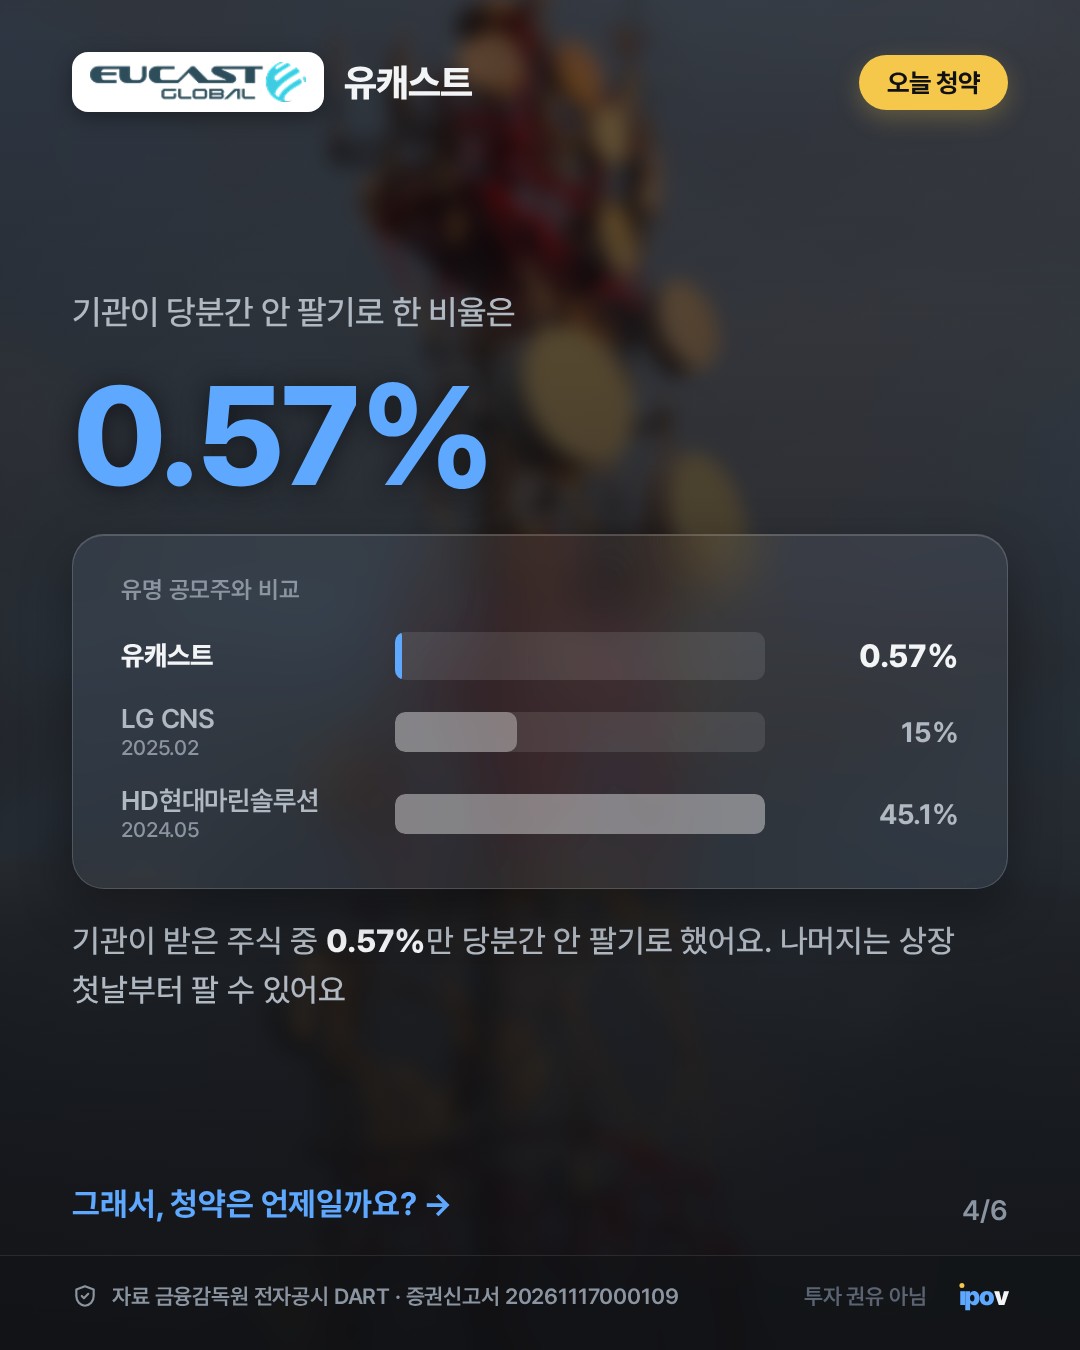 EUCAST
GLOBAL
유캐스트
오늘 청약
기관이 당분간 안 팔기로 한 비율은
0.57%
유명 공모주와 비교
유캐스트
0.57%
LG CNS
2025.02
15%
HD현대마린솔루션
2024.05
45.1%
기관이 받은 주식 중 0.57%만 당분간 안 팔기로 했어요. 나머지는 상장
첫날부터 팔 수 있어요
그래서, 청약은 언제일까요? →
4/6
자료 금융감독원 전자공시 DART · 증권신고서 20261117000109
투자 권유 아님
ipov